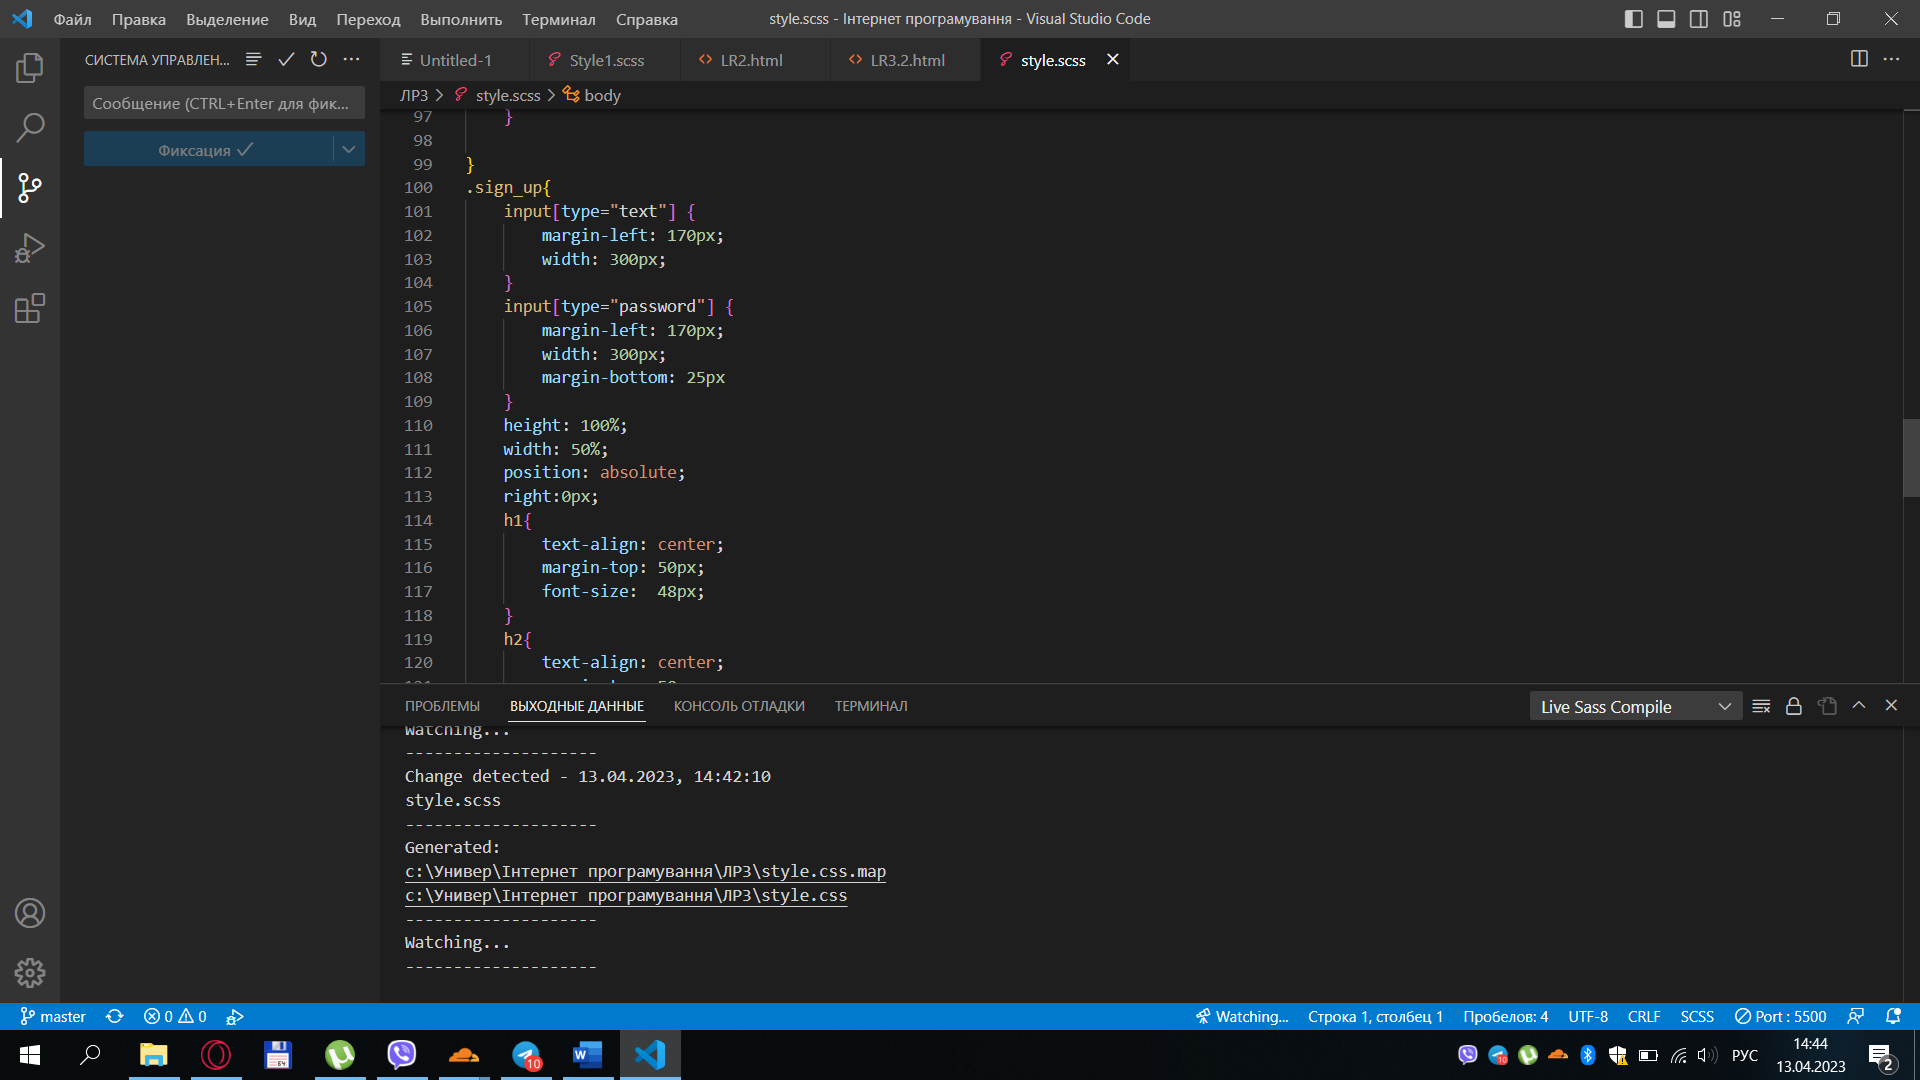 Файл Правка Выделение Вид Переход Выполнить Терминал Справка
style.scss - Інтернет програмування - Visual Studio Code
СИСТЕМА УПРАВЛЕН...
Untitled-1
Style1.scss
LR2.html
LR3.2.html
style.scss
Сообщение (CTRL+Enter для фик...
Фиксация
ЛР3 > style.scss > body
97 }
98
99 }
100 .sign_up{
101 input[type="text"] {
102 margin-left: 170px;
103 width: 300px;
104 }
105 input[type="password"] {
106 margin-left: 170px;
107 width: 300px;
108 margin-bottom: 25px
109 }
110 height: 100%;
111 width: 50%;
112 position: absolute;
113 right:0px;
114 h1{
115 text-align: center;
116 margin-top: 50px;
117 font-size:  48px;
118 }
119 h2{
120 text-align: center;
ПРОБЛЕМЫ ВЫХОДНЫЕ ДАННЫЕ КОНСОЛЬ ОТЛАДКИ ТЕРМИНАЛ
Live Sass Compile
Watching...
--------------------
Change detected - 13.04.2023, 14:42:10
style.scss
--------------------
Generated:
c:\Универ\Інтернет програмування\ЛР3\style.css.map
c:\Универ\Інтернет програмування\ЛР3\style.css
--------------------
Watching...
--------------------
master 0 0
Watching... Строка 1, столбец 1 Пробелов: 4 UTF-8 CRLF SCSS Port : 5500
64
10
W
10
РУС
14:44
13.04.2023
2